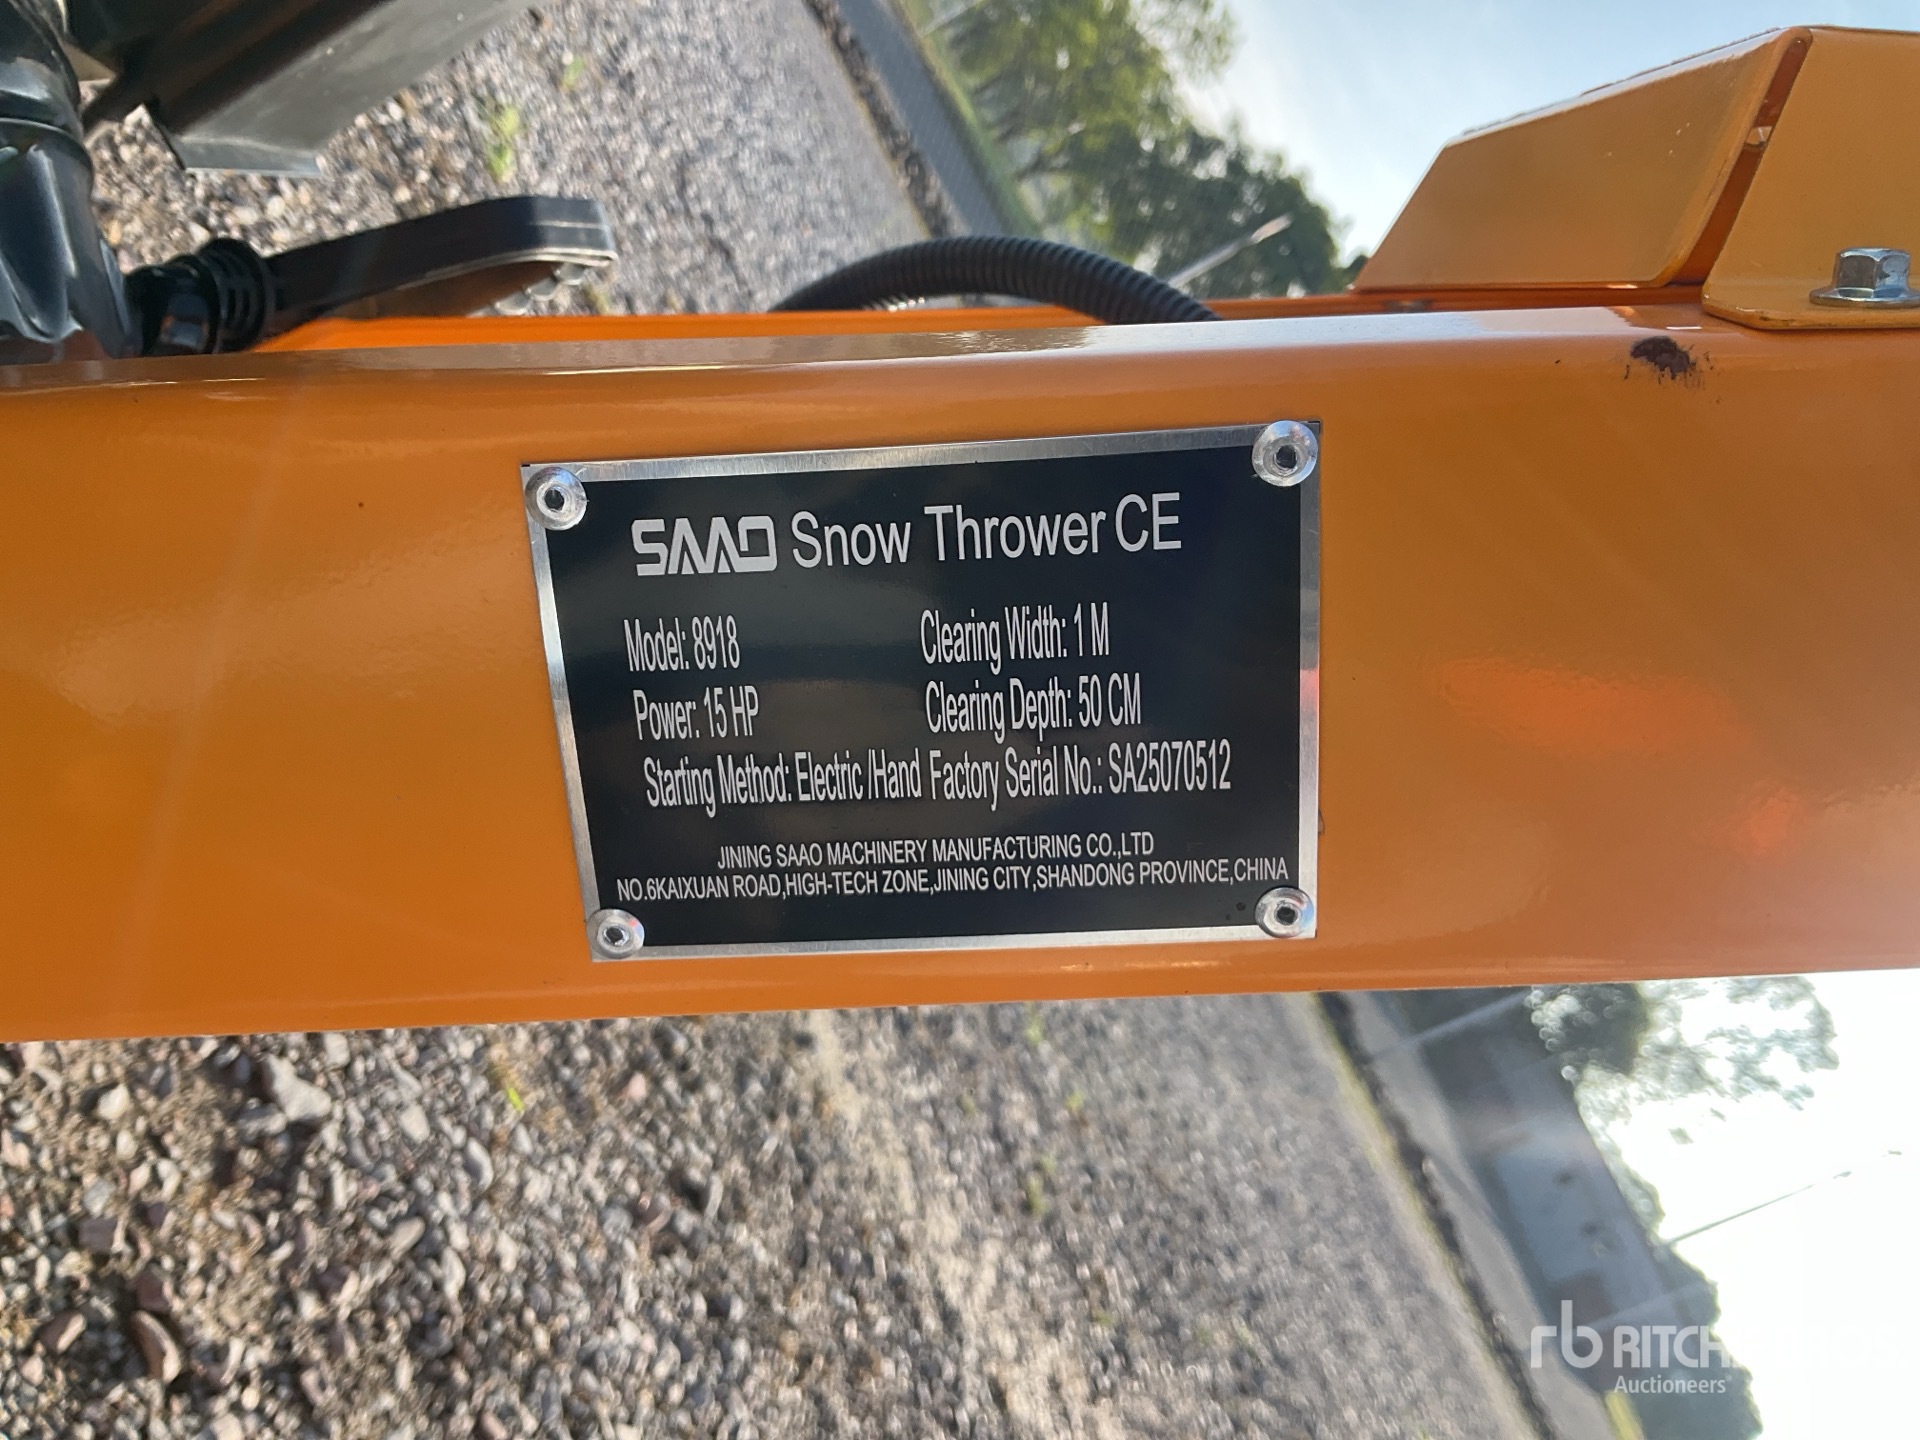 SAAO Snow Thrower CE
Model: 8918 Clearing Width: 1 M
Power: 15 HP Clearing Depth: 50 CM
Starting Method: Electric /Hand Factory Serial No.: SA25070512
JINING SAAO MACHINERY MANUFACTURING CO.,LTD
NO.6KAIXUAN ROAD,HIGH-TECH ZONE,JINING CITY,SHANDONG PROVINCE,CHINA
rb
Auctioneers